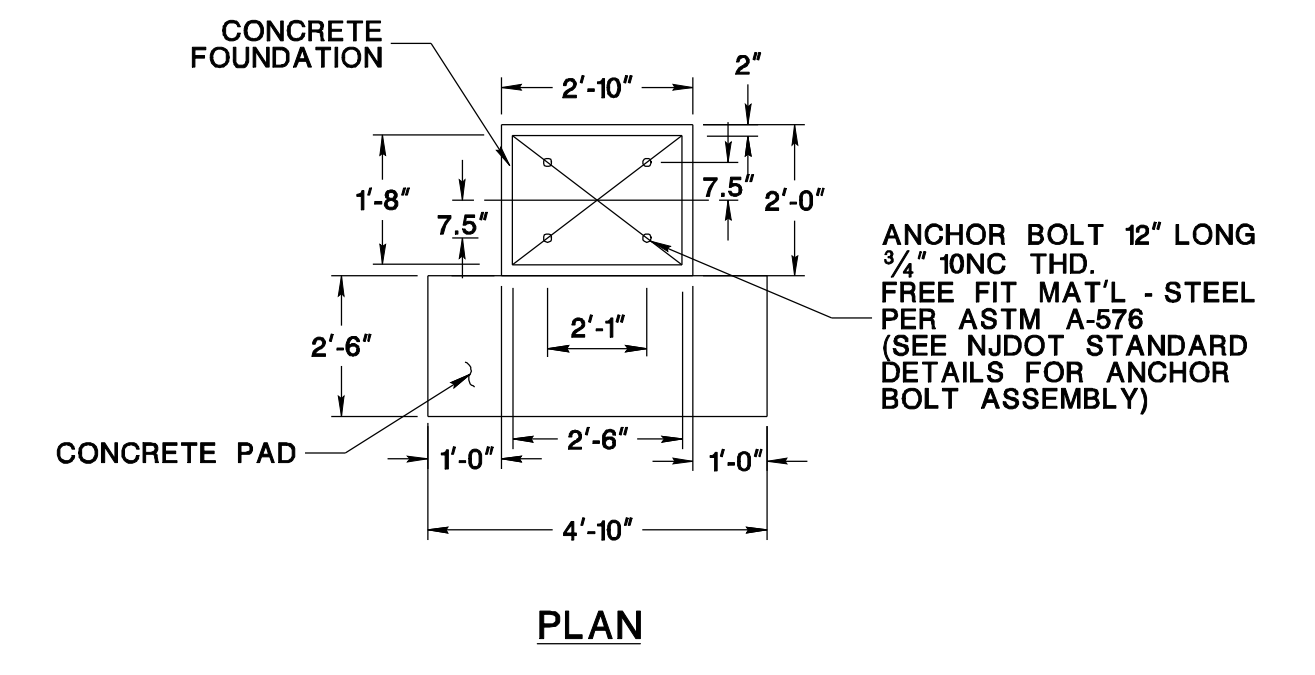 CONCRETE
FOUNDATION
2"
2'-10"
1'-8"
7.5"
2'-0"
7.5"
ANCHOR BOLT 12" LONG
3/4" 10NC THD.
FREE FIT MAT'L - STEEL
PER ASTM A-576
(SEE NJDOT STANDARD
DETAILS FOR ANCHOR
BOLT ASSEMBLY)
2'-1"
2'-6"
CONCRETE PAD
2'-6"
1'-0"
1'-0"
4'-10"
PLAN